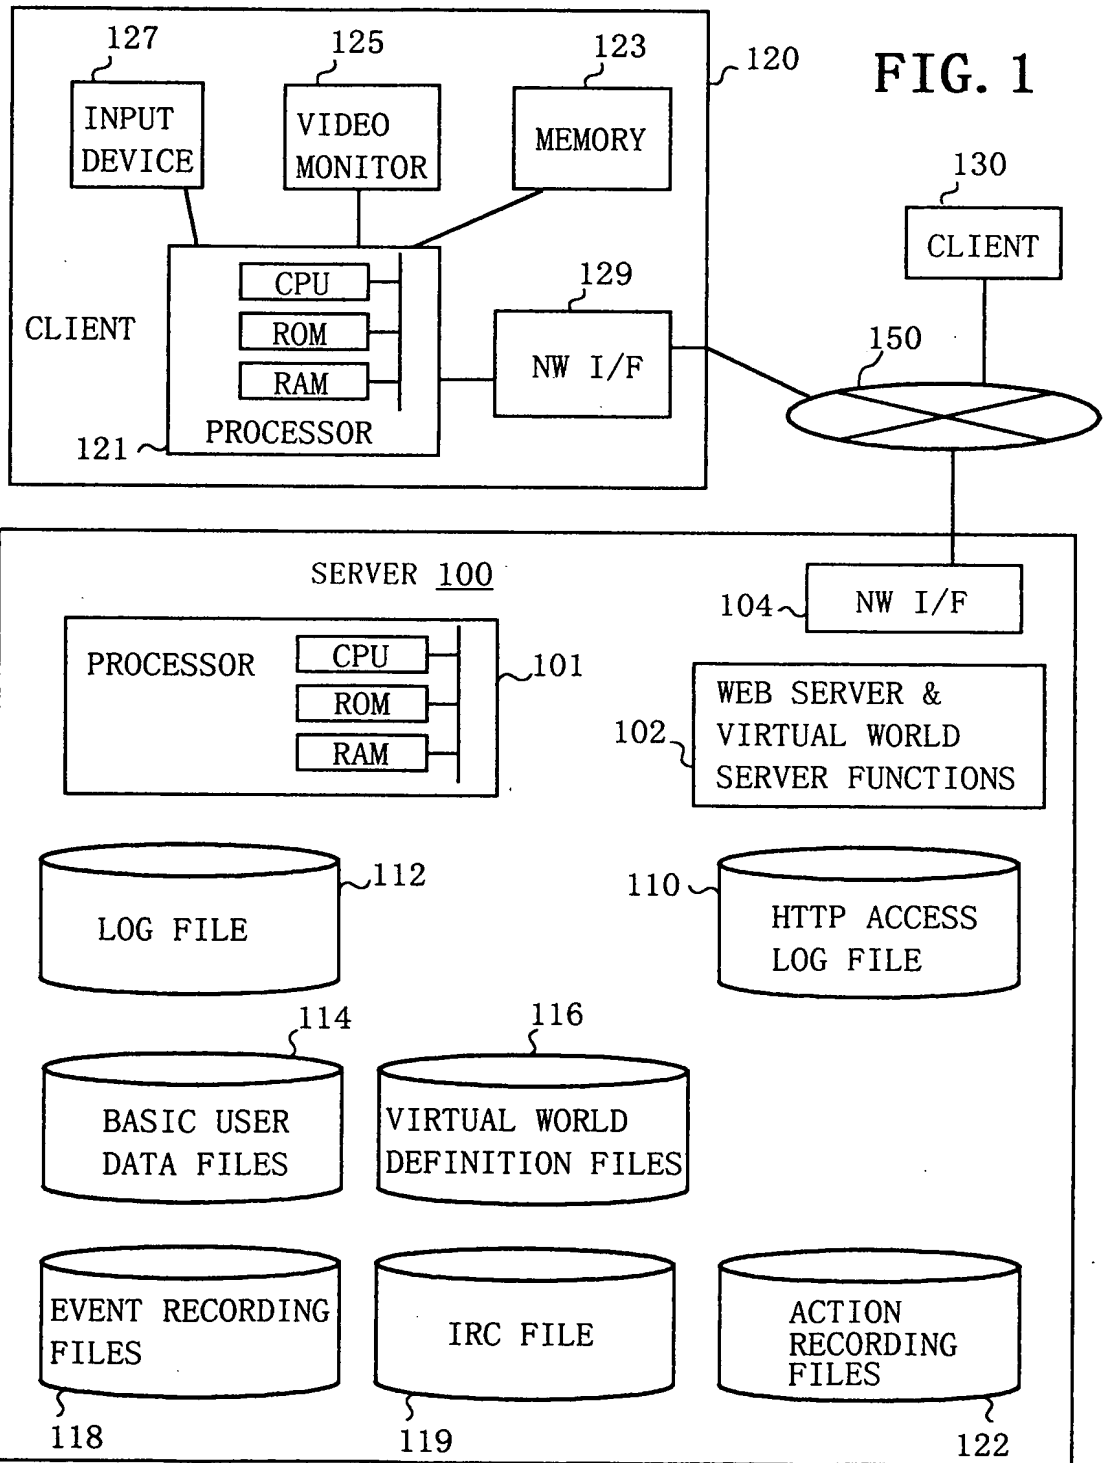 FIG. 1
127
125
123
120
INPUT
DEVICE
VIDEO
MONITOR
MEMORY
130
CLIENT
CLIENT
CPU
ROM
RAM
PROCESSOR
121
129
NW I/F
150
SERVER 100
104
NW I/F
PROCESSOR
CPU
ROM
RAM
101
102
WEB SERVER &
VIRTUAL WORLD
SERVER FUNCTIONS
112
LOG FILE
110
HTTP ACCESS
LOG FILE
114
BASIC USER
DATA FILES
116
VIRTUAL WORLD
DEFINITION FILES
EVENT RECORDING
FILES
118
IRC FILE
119
ACTION
RECORDING
FILES
122